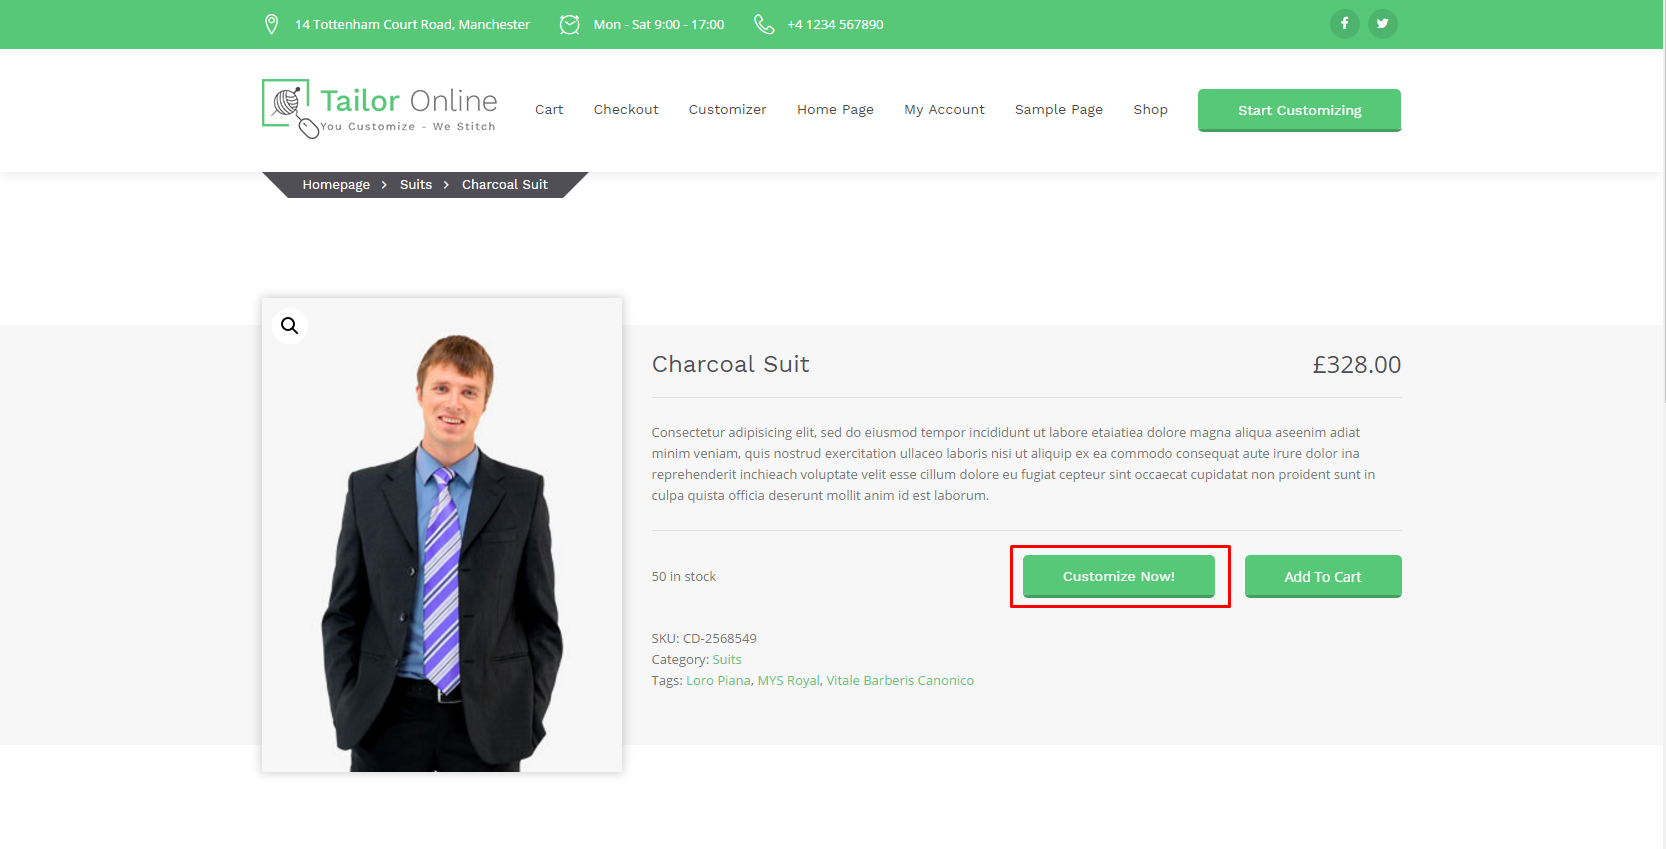 14 Tottenham Court Road, Manchester
Mon - Sat 9:00 - 17:00
+4 1234 567890
Tailor Online
You Customize - We Stitch
Cart
Checkout
Customizer
Home Page
My Account
Sample Page
Shop
Start Customizing
Homepage > Suits > Charcoal Suit
Charcoal Suit
£328.00
Consectetur adipisicing elit, sed do eiusmod tempor incididunt ut labore etaiatiea dolore magna aliqua aseenim adiat
minim veniam, quis nostrud exercitation ullaceo laboris nisi ut aliquip ex ea commodo consequat aute irure dolor ina
reprehenderit inchieach voluptate velit esse cillum dolore eu fugiat cepteur sint occaecat cupidatat non proident sunt in
culpa quista officia deserunt mollit anim id est laborum.
50 in stock
Customize Now!
Add To Cart
SKU: CD-2568549
Category: Suits
Tags: Loro Piana, MYS Royal, Vitale Barberis Canonico